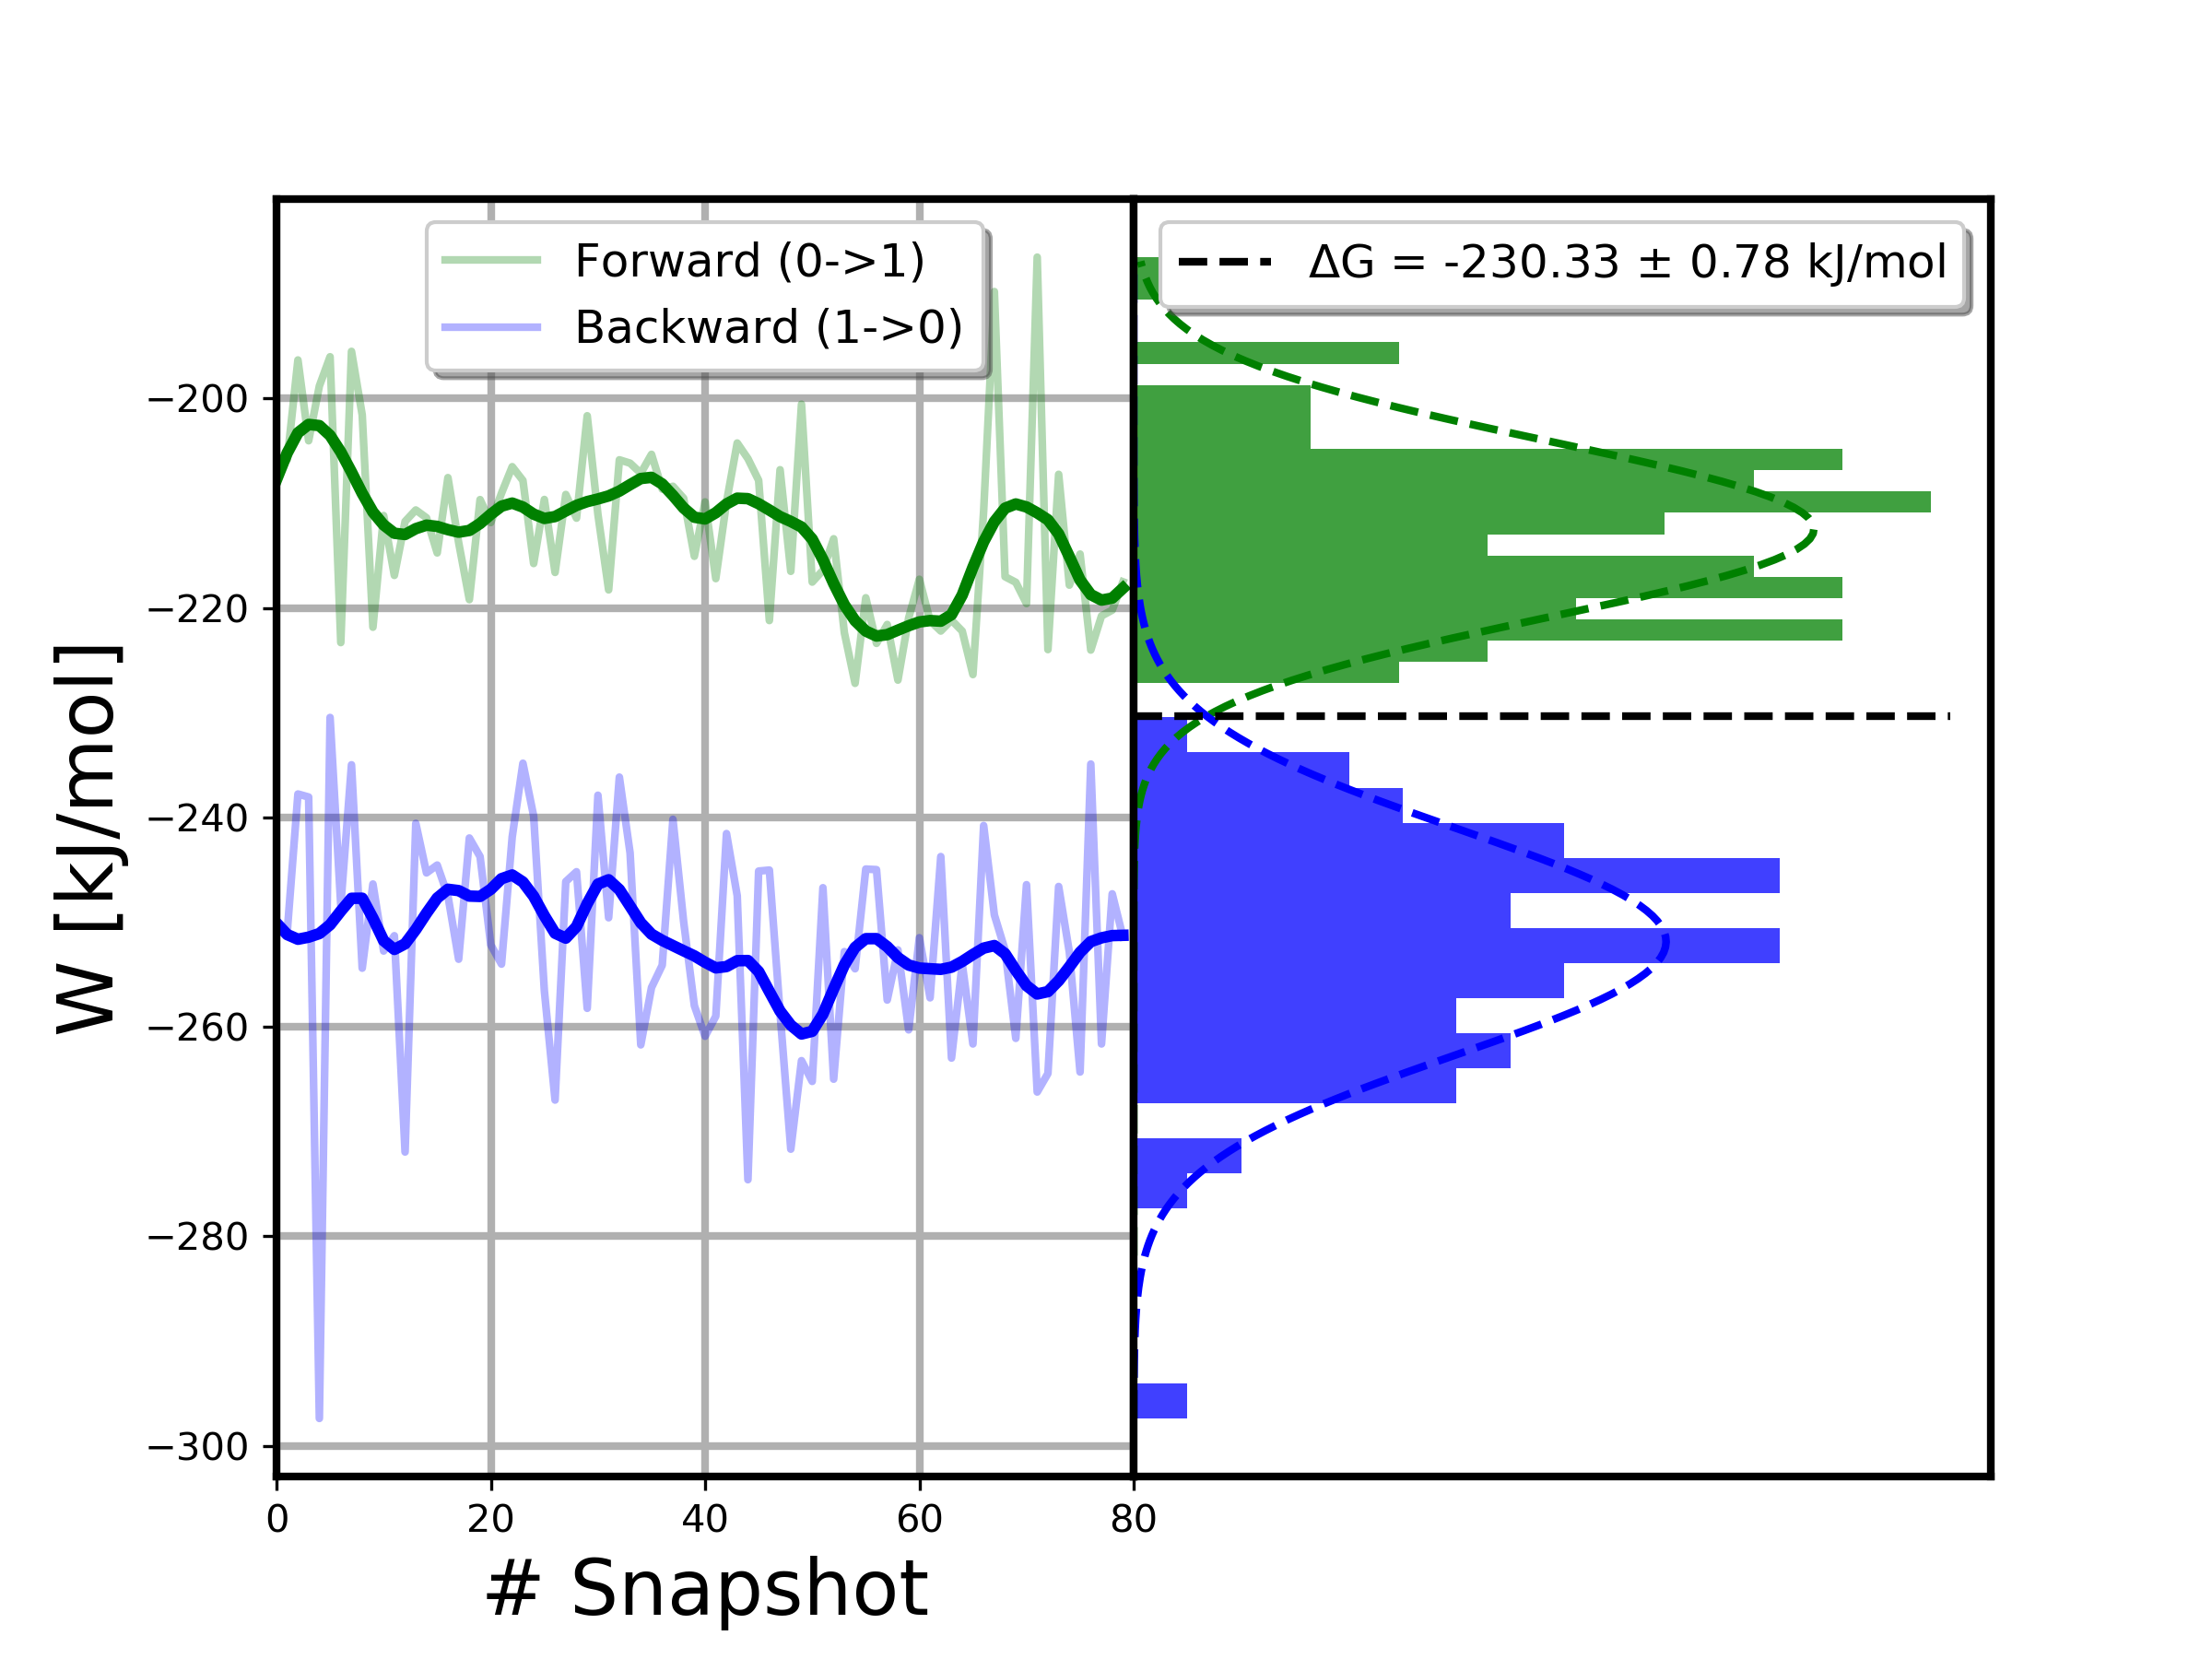 Forward (0->1)
Backward (1->0)
ΔG = -230.33 ± 0.78 kJ/mol
−200
−220
−240
−260
−280
−300
W [kJ/mol]
0 20 40 60 80
# Snapshot